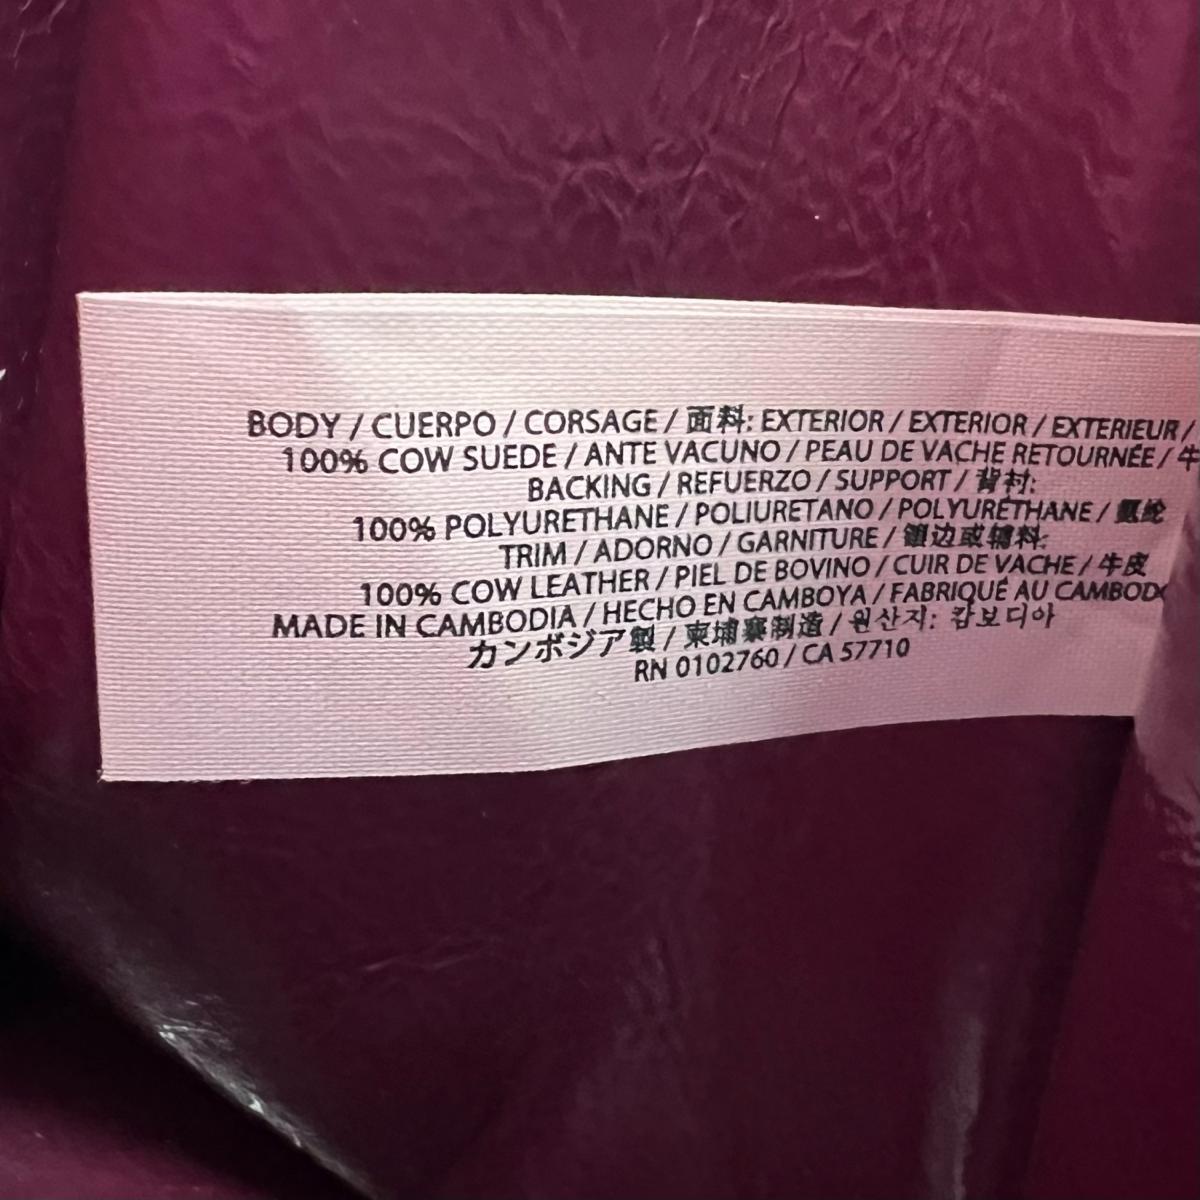 BODY / CUERPO / CORSAGE / 面料: EXTERIOR / EXTERIOR / EXTERIEUR /
100% COW SUEDE / ANTE VACUNO / PEAU DE VACHE RETOURNÉE / 牛
BACKING / REFUERZO / SUPPORT / 背衬:
100% POLYURETHANE / POLIURETANO / POLYURÉTHANE /
TRIM / ADORNO / GARNITURE / 镶边或辅料:
100% COW LEATHER / PIEL DE BOVINO / CUIR DE VACHE / 牛皮
MADE IN CAMBODIA / HECHO EN CAMBOYA / FABRIQUÉ AU CAMBOD
カンボジア製 / 柬埔寨制造 / 원산지: 캄보디아
RN 0102760 / CA 57710